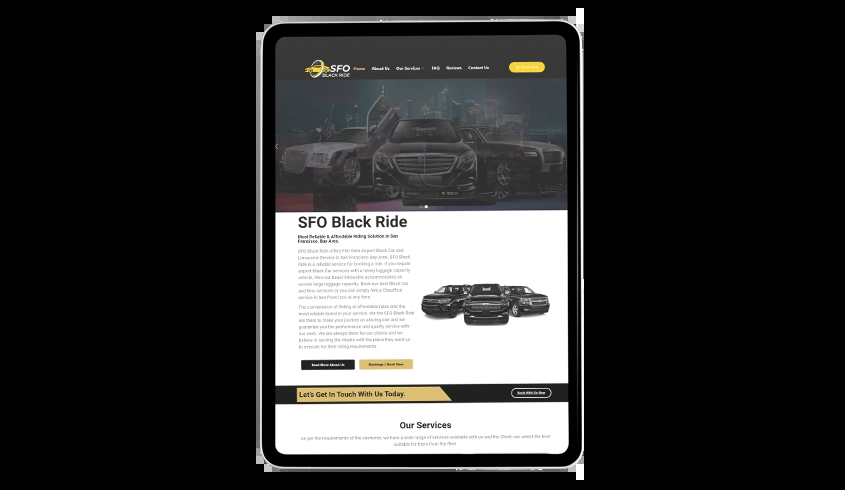 SFO
BLACK RIDE
Home About Us Our Services FAQ Reviews Contact Us
SFO Black Ride
Most Reliable & Affordable Riding Solution in San
Francisco, Bay Area.
SFO Black Ride offers Flat Rate Airport Black Car and
Limousine Service in San Francisco Bay Area. SFO Black
Ride is a reliable service for booking a ride. If you require
airport Black Car services with a heavy luggage capacity
vehicle, then our basic limousine accommodates an
excess large luggage capacity. Book our best Black Car
and limo services or you can simply hire a Chauffeur
service in San Francisco at any time.
The convenience of riding at affordable rates and the
most reliable brand in your service. We the SFO Black Ride
are there to make your journey an alluring one and we
guarantee you the performance and quality service with
our work. We are always there for our clients and we
believe in serving the clients with the plans they want us
to execute for their riding requirements.
Read More About Us
Bookings / Book Now
Let's Get In Touch With Us Today.
Book With Us Now
Our Services
As per the requirements of the customer, we have a wide range of services available with us and the Client can select the best
suitable for them from the fleet.